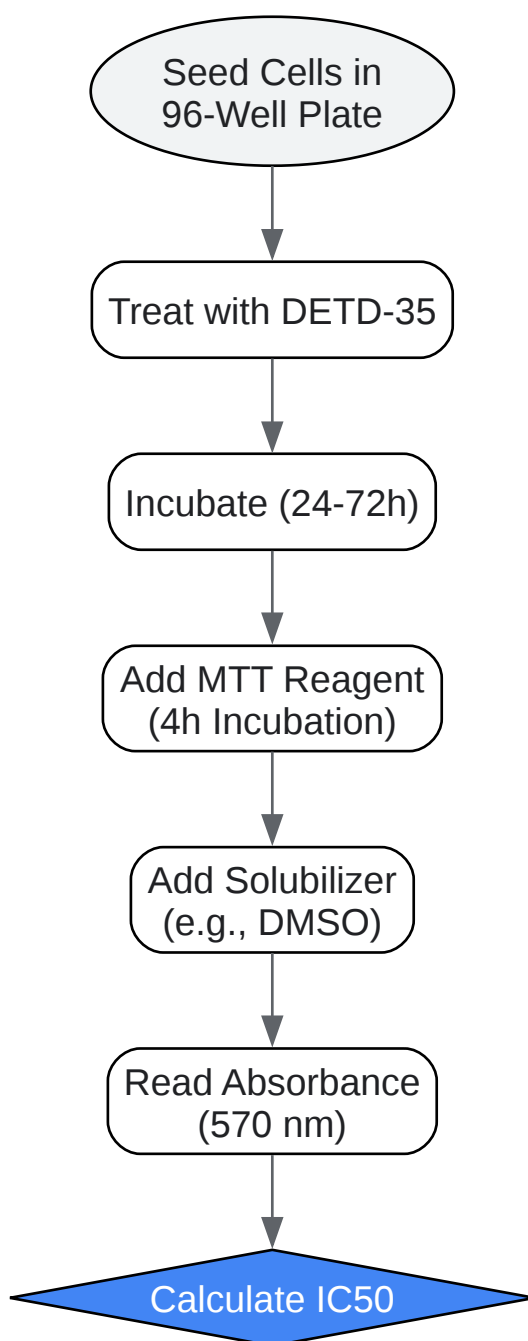 Seed Cells in
96-Well Plate
Treat with DETD-35
Incubate (24-72h)
Add MTT Reagent
(4h Incubation)
Add Solubilizer
(e.g., DMSO)
Read Absorbance
(570 nm)
Calculate IC50